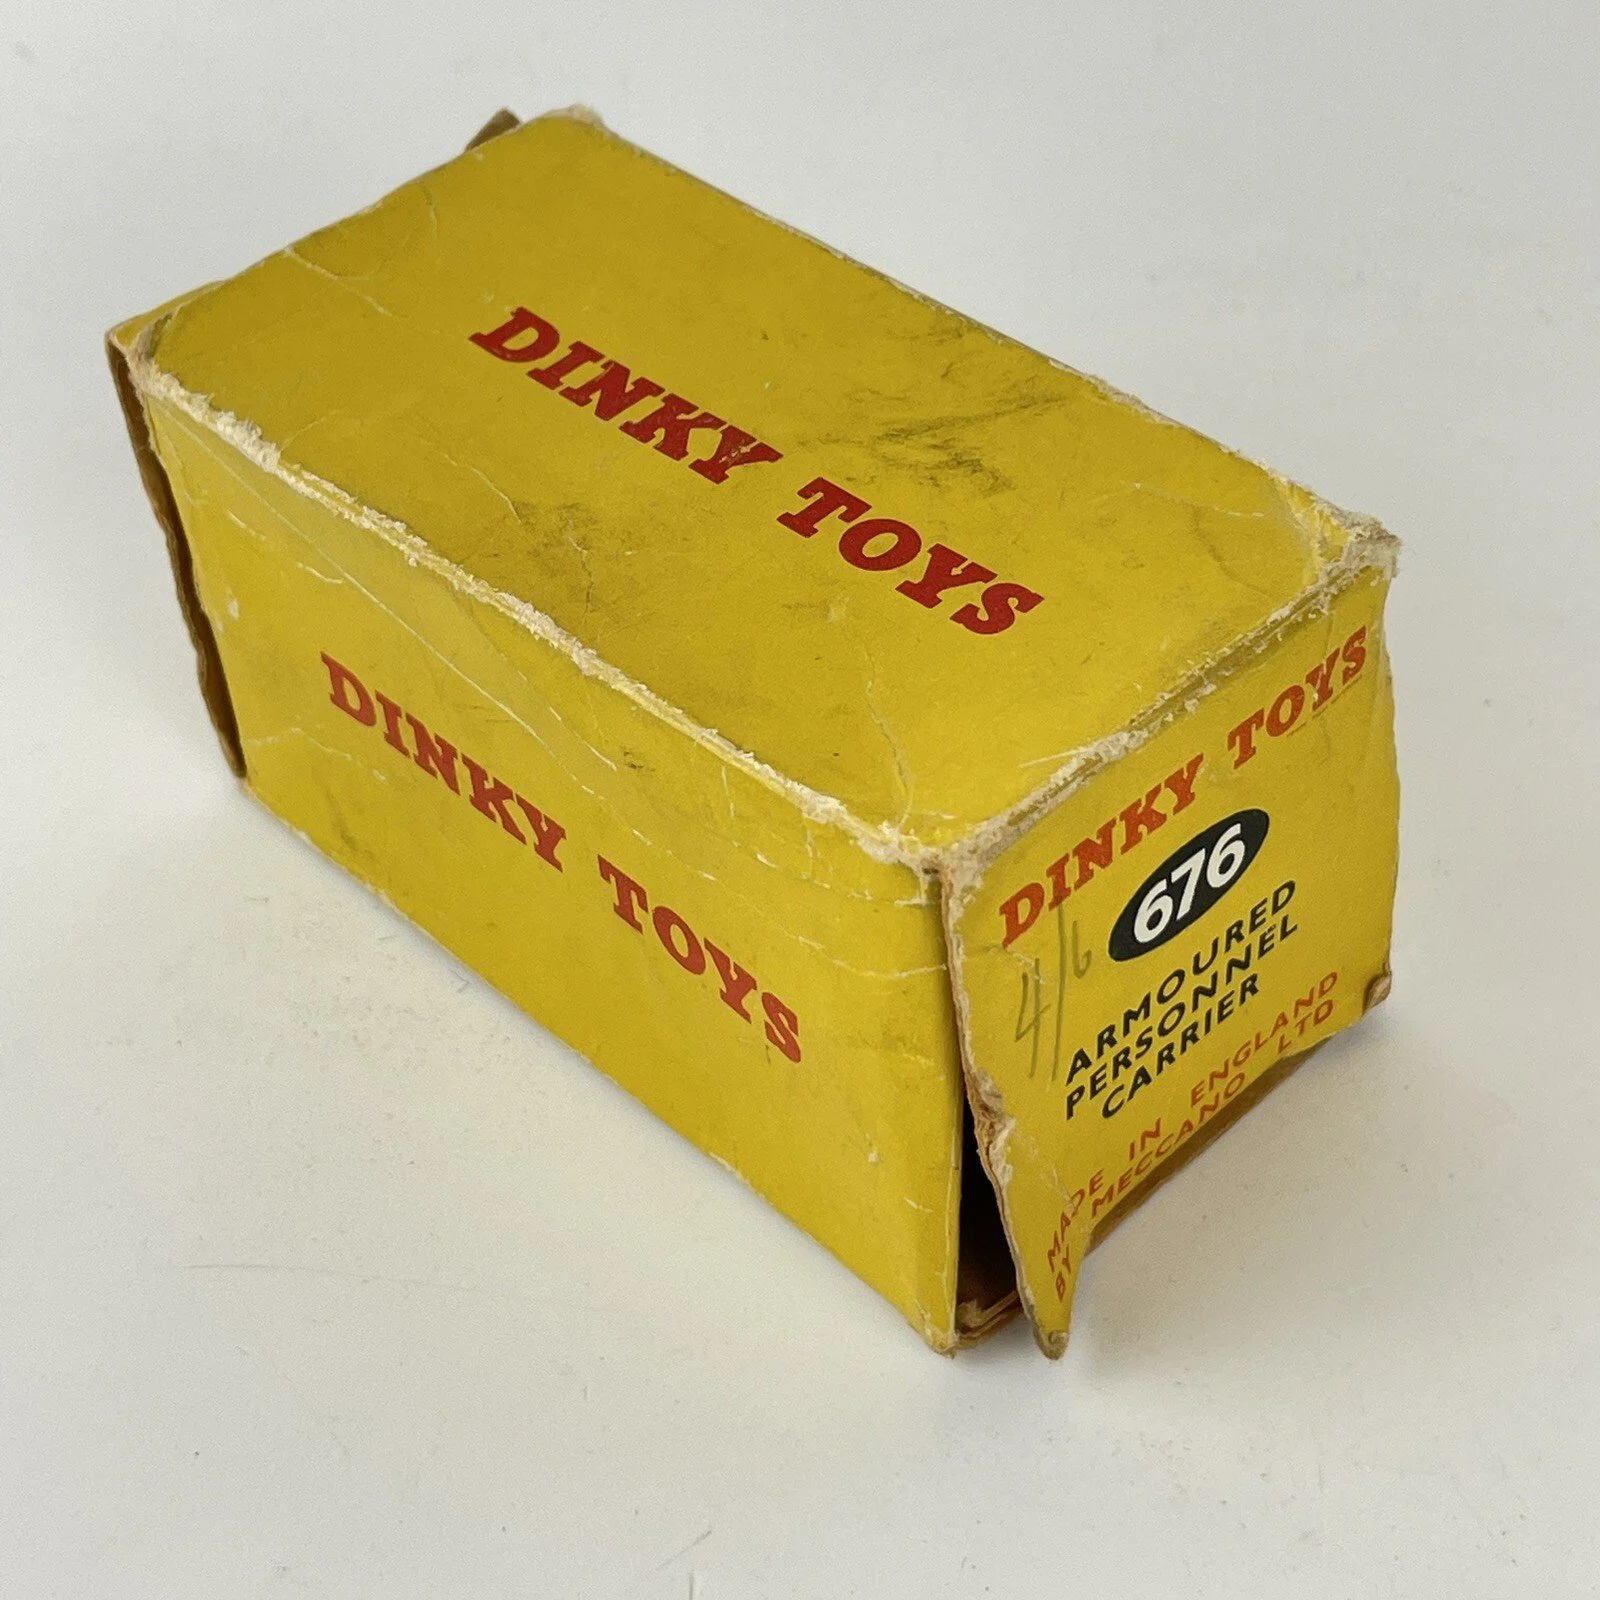 DINKY TOYS
DINKY TOYS
DINKY TOYS
676
4/6
ARMOURED
PERSONNEL
CARRIER
MADE IN ENGLAND
BY MECCANO LTD